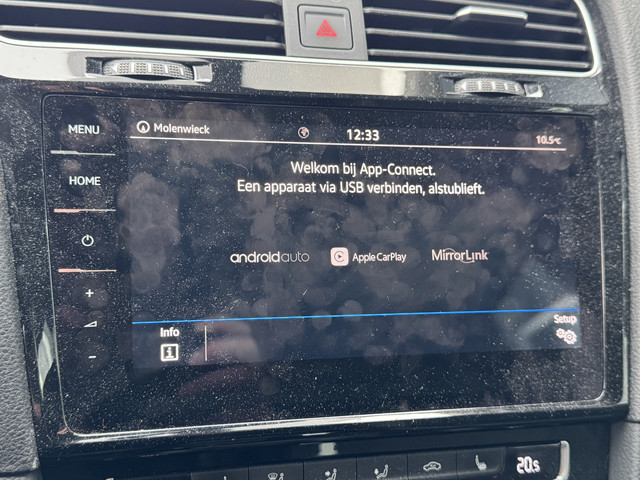 MENU
Molenwieck
12:33
10.5°C
Welkom bij App-Connect.
Een apparaat via USB verbinden, alstublieft.
HOME
androidauto
Apple CarPlay
MirrorLink
+
-
Info
Setup
20.5